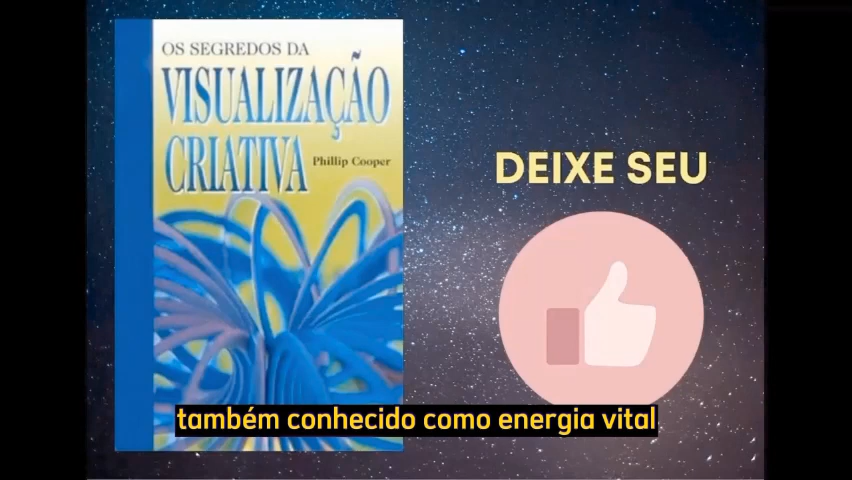 OS SEGREDOS DA
VISUALIZAÇÃO
CRIATIVA
Phillip Cooper
DEIXE SEU
também conhecido como energia vital